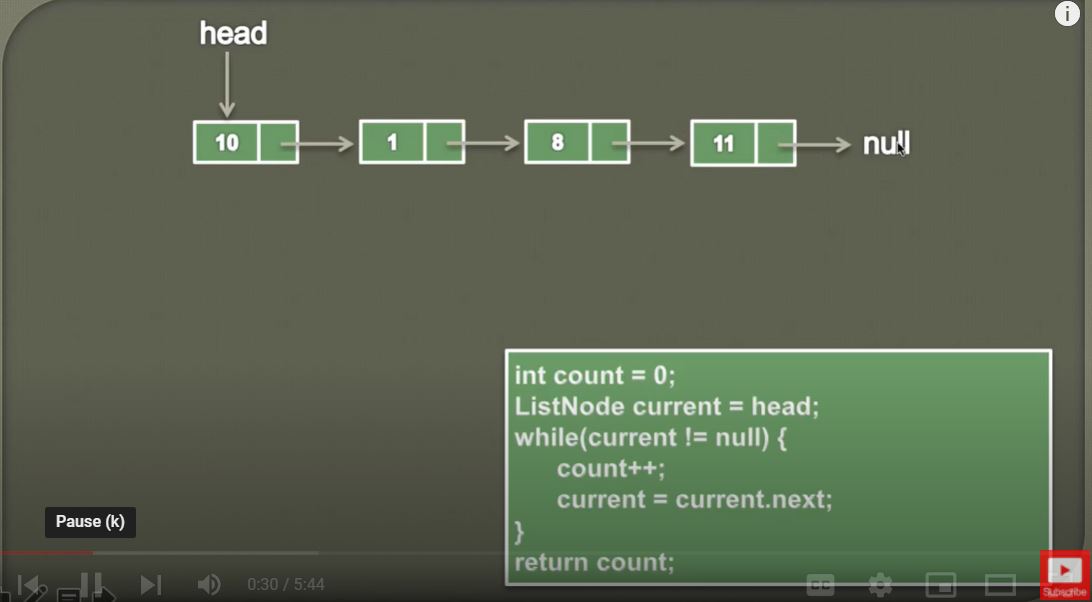 head
10 1 8 11 null
int count = 0;
ListNode current = head;
while(current != null) {
count++;
current = current.next;
}
return count;
Pause (k)
0:30 / 5:44
CC
Subscribe
i